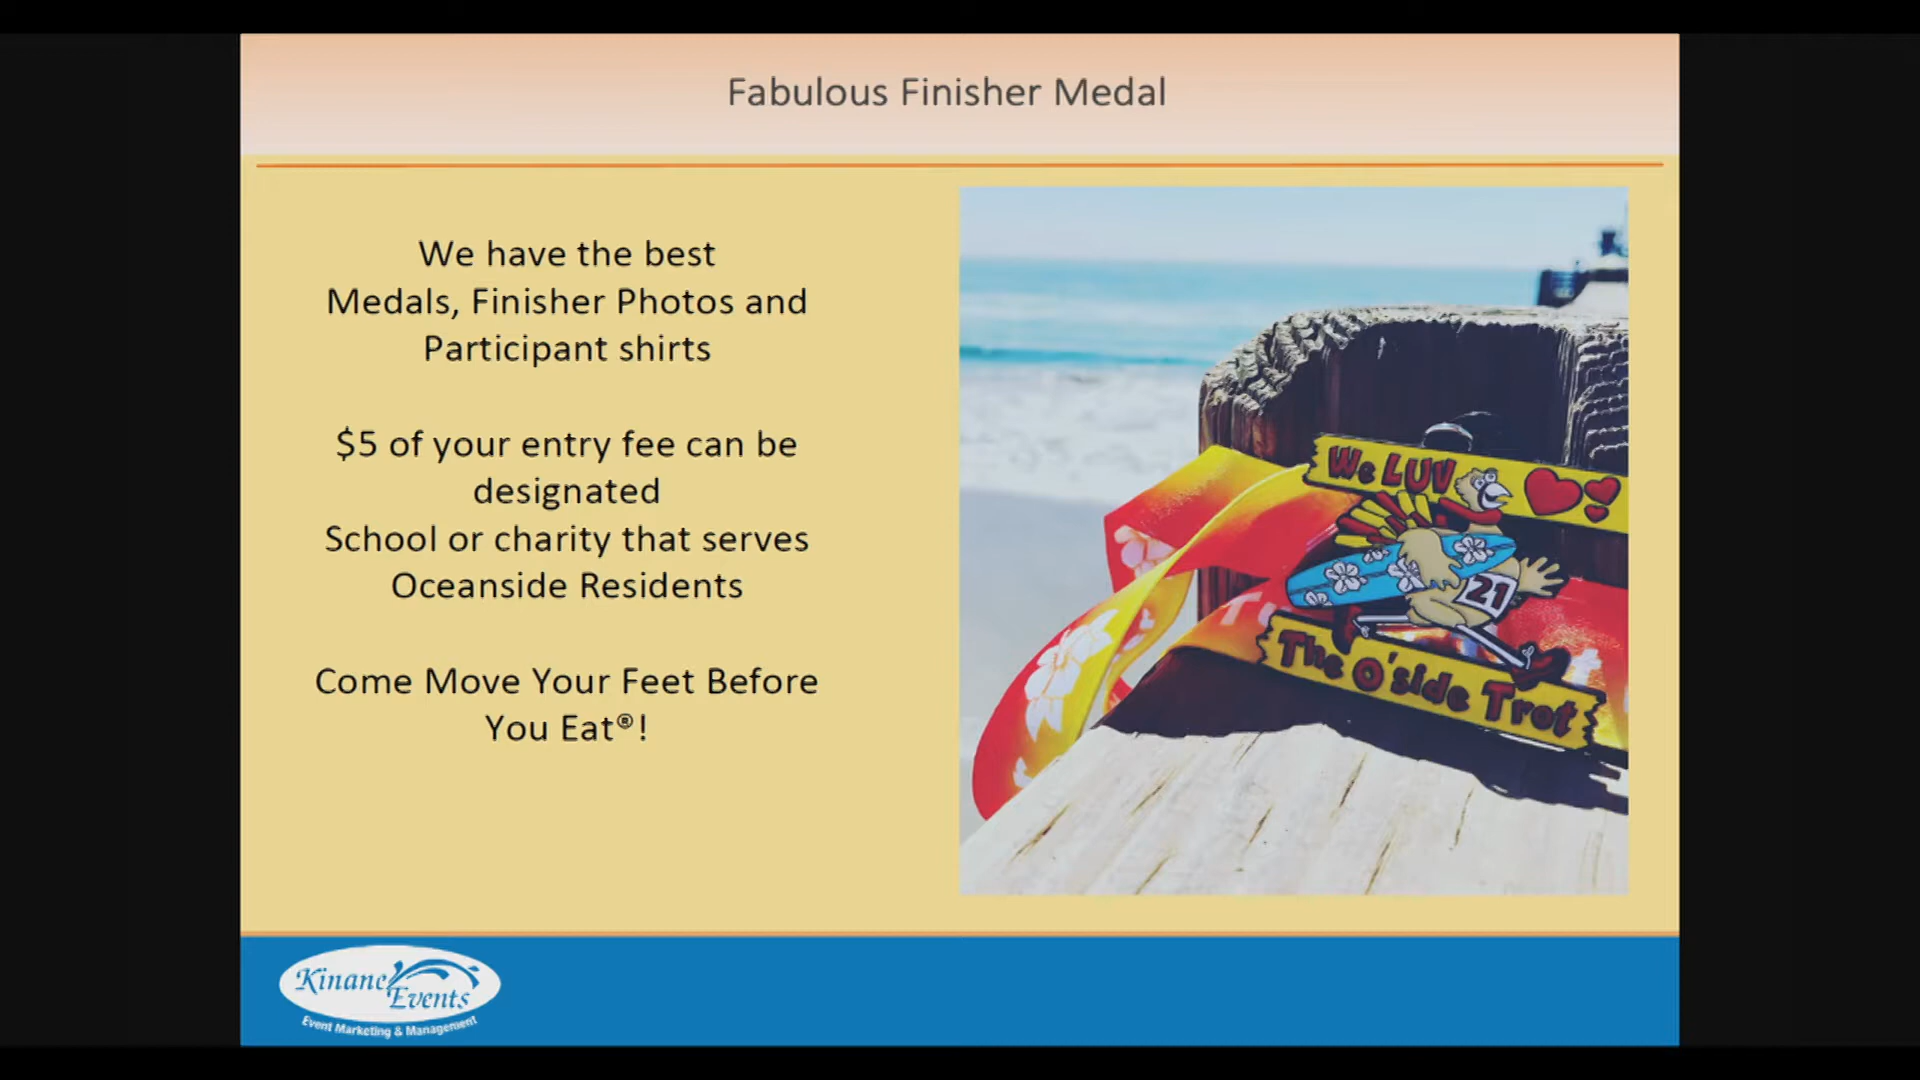 Fabulous Finisher Medal
We have the best
Medals, Finisher Photos and
Participant shirts
$5 of your entry fee can be
designated
School or charity that serves
Oceanside Residents
Come Move Your Feet Before
You Eat®!
We LUV
21
The O'side Trot
Kinane
Events
Event Marketing & Management